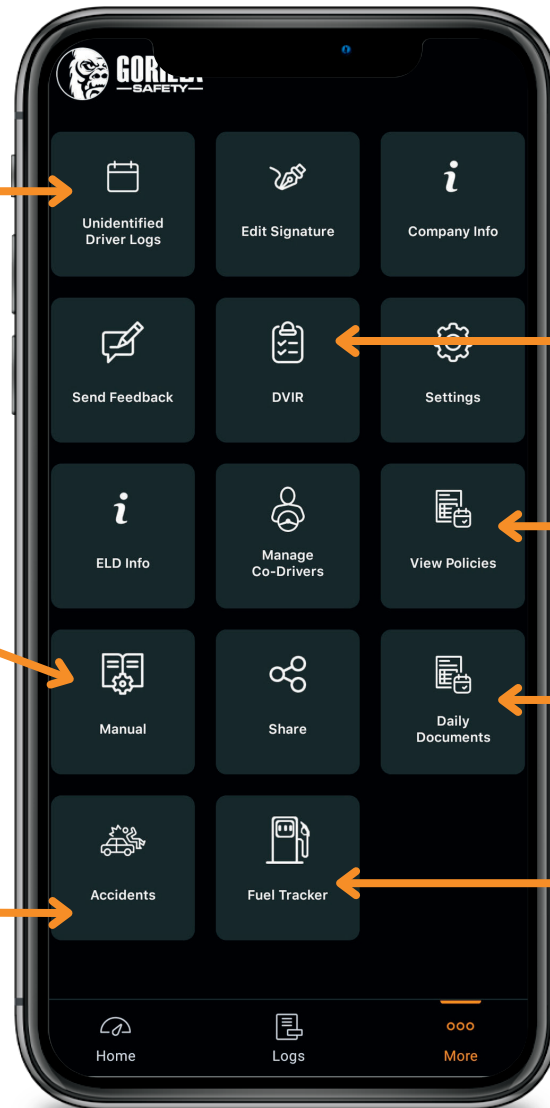 SAFETY
Unidentified
Driver Logs
Edit Signature
Company Info
Send Feedback
DVIR
Settings
ELD Info
Manage
Co-Drivers
View Policies
Manual
Share
Daily
Documents
Accidents
Fuel Tracker
Home
Logs
More